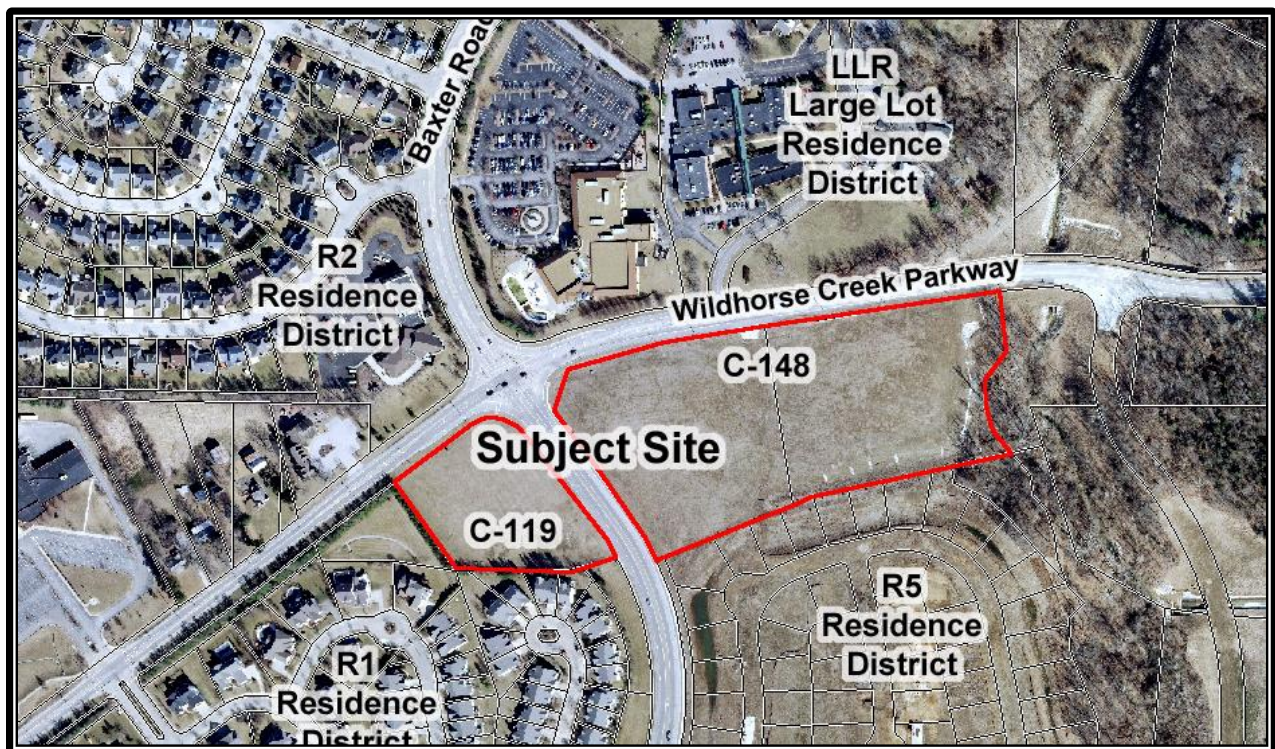 Baxter Road
LLR
Large Lot
Residence
District
R2
Residence
District
Wildhorse Creek Parkway
C-148
Subject Site
C-119
R5
Residence
District
R1
Residence
District